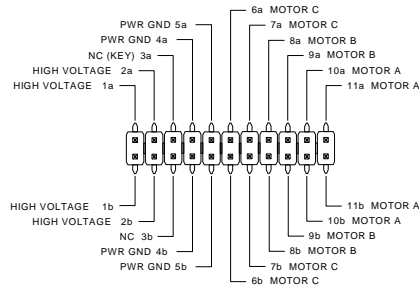 6a MOTOR C
PWR GND 5a
7a MOTOR C
PWR GND 4a
8a MOTOR B
NC (KEY) 3a
9a MOTOR B
HIGH VOLTAGE 2a
10a MOTOR A
HIGH VOLTAGE 1a
11a MOTOR A
HIGH VOLTAGE 1b
11b MOTOR A
HIGH VOLTAGE 2b
10b MOTOR A
NC 3b
9b MOTOR B
PWR GND 4b
8b MOTOR B
PWR GND 5b
7b MOTOR C
6b MOTOR C